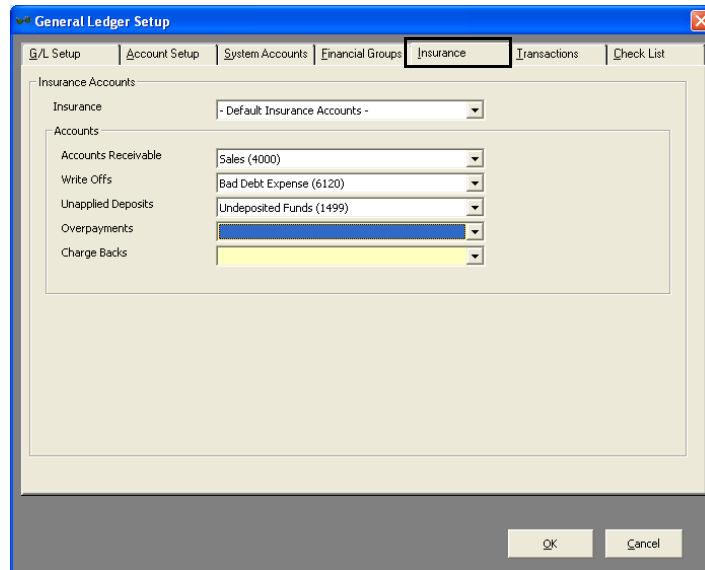 General Ledger Setup
G/L Setup Account Setup System Accounts Financial Groups Insurance Transactions Check List
Insurance Accounts
Insurance - Default Insurance Accounts -
Accounts
Accounts Receivable Sales (4000)
Write Offs Bad Debt Expense (6120)
Unapplied Deposits Undeposited Funds (1499)
Overpayments
Charge Backs
OK Cancel